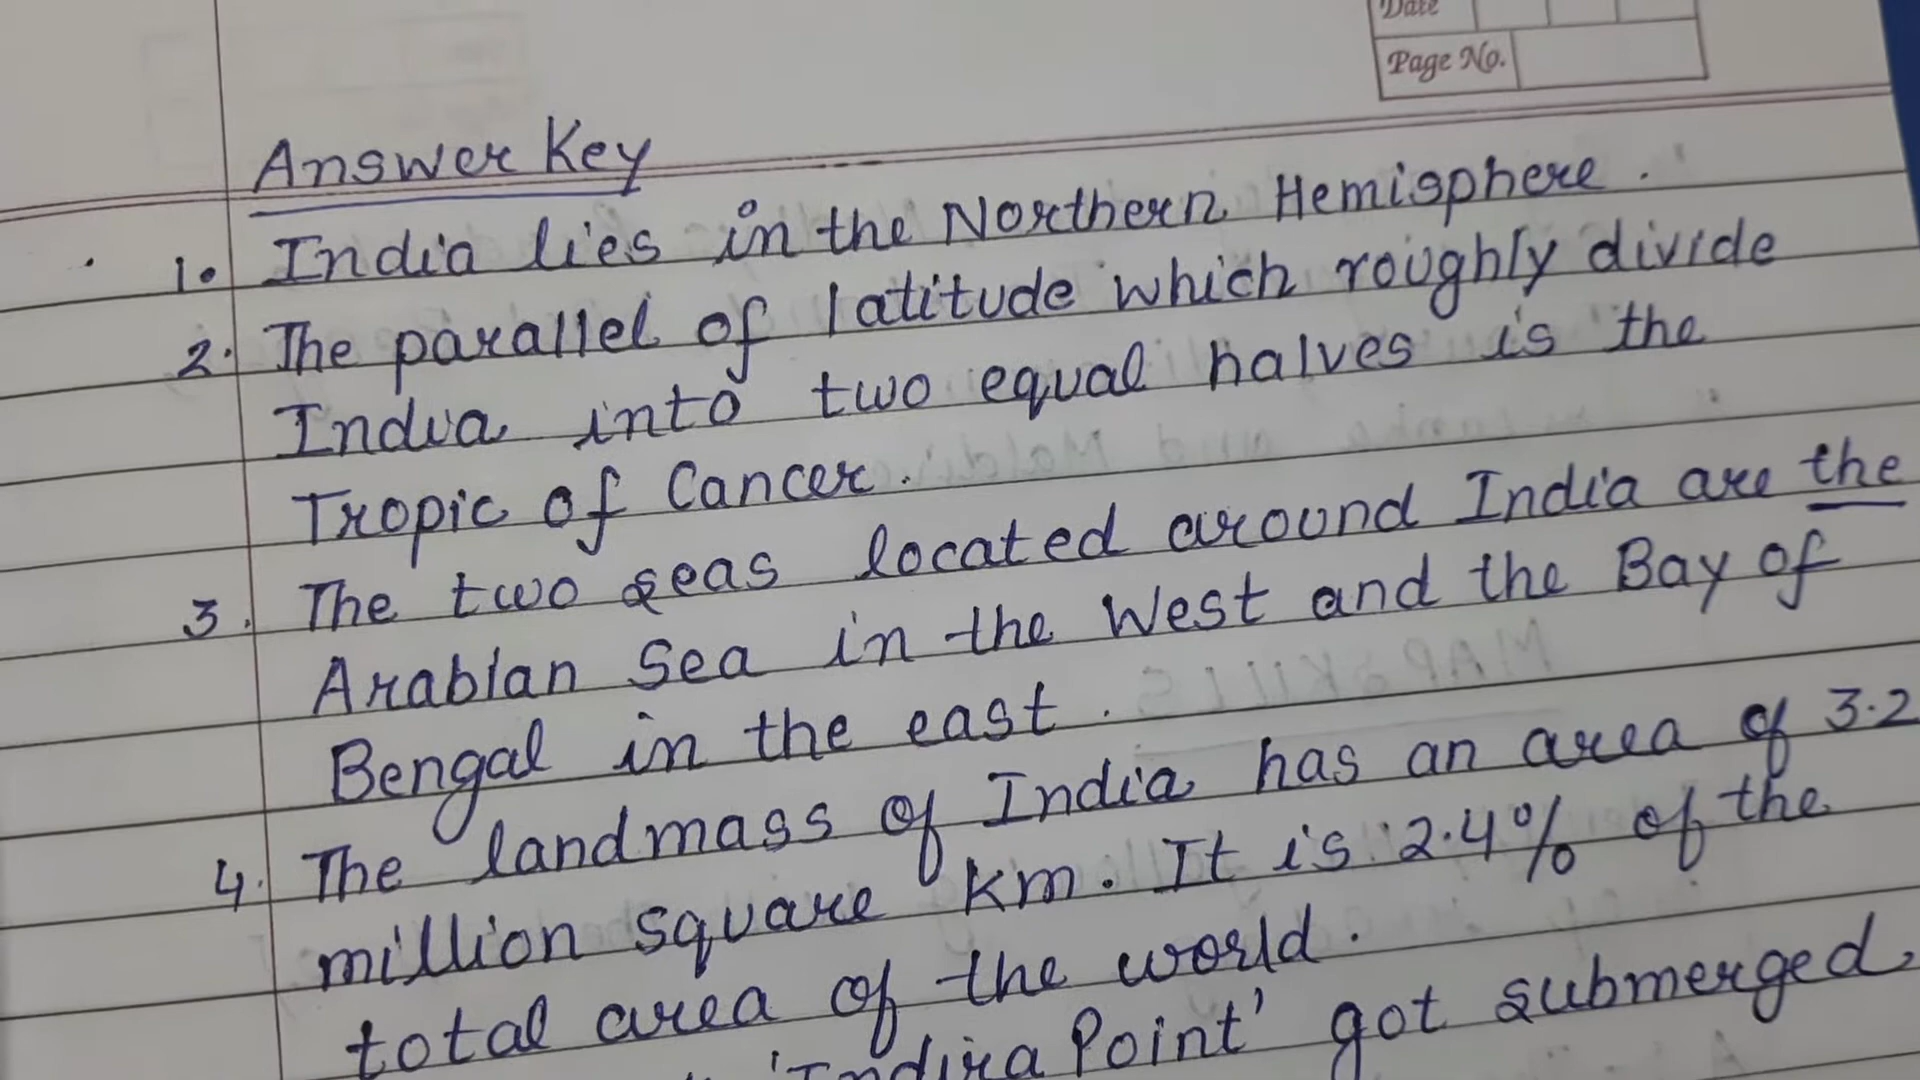 Date
Page No.
Answer Key
1. India lies in the Northern Hemisphere.
2. The parallel of latitude which roughly divide
India into two equal halves is the
Tropic of Cancer.
3. The two seas located around India are the
Arabian Sea in the West and the Bay of
Bengal in the east.
4. The landmass of India has an area of 3.2
million square km. It is 2.4% of the
total area of the world.
'Indira Point' got submerged